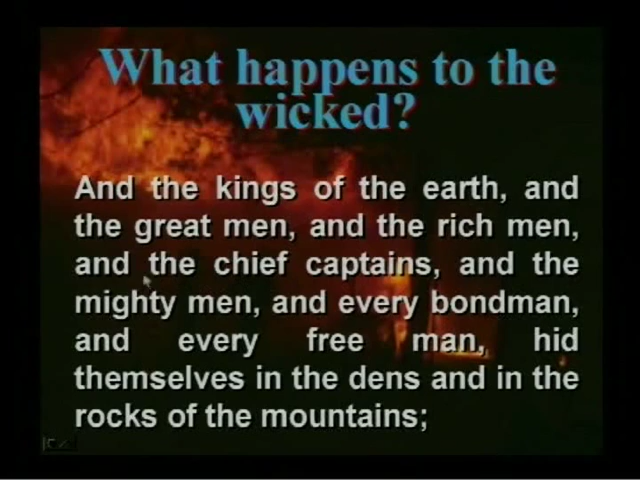 What happens to the
wicked?
And the kings of the earth, and
the great men, and the rich men,
and the chief captains, and the
mighty men, and every bondman,
and every free man, hid
themselves in the dens and in the
rocks of the mountains;